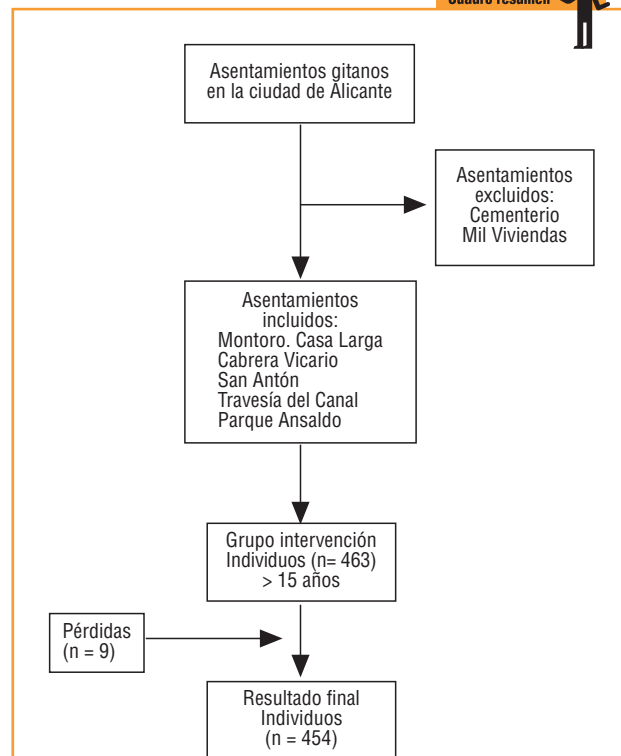 Cuadro resumen
Asentamientos gitanos
en la ciudad de Alicante
Asentamientos
excluidos:
Cementerio
Mil Viviendas
Asentamientos
incluidos:
Montoro. Casa Larga
Cabrera Vicario
San Antón
Travesía del Canal
Parque Ansaldo
Grupo intervención
Individuos (n= 463)
> 15 años
Pérdidas
(n = 9)
Resultado final
Individuos
(n = 454)